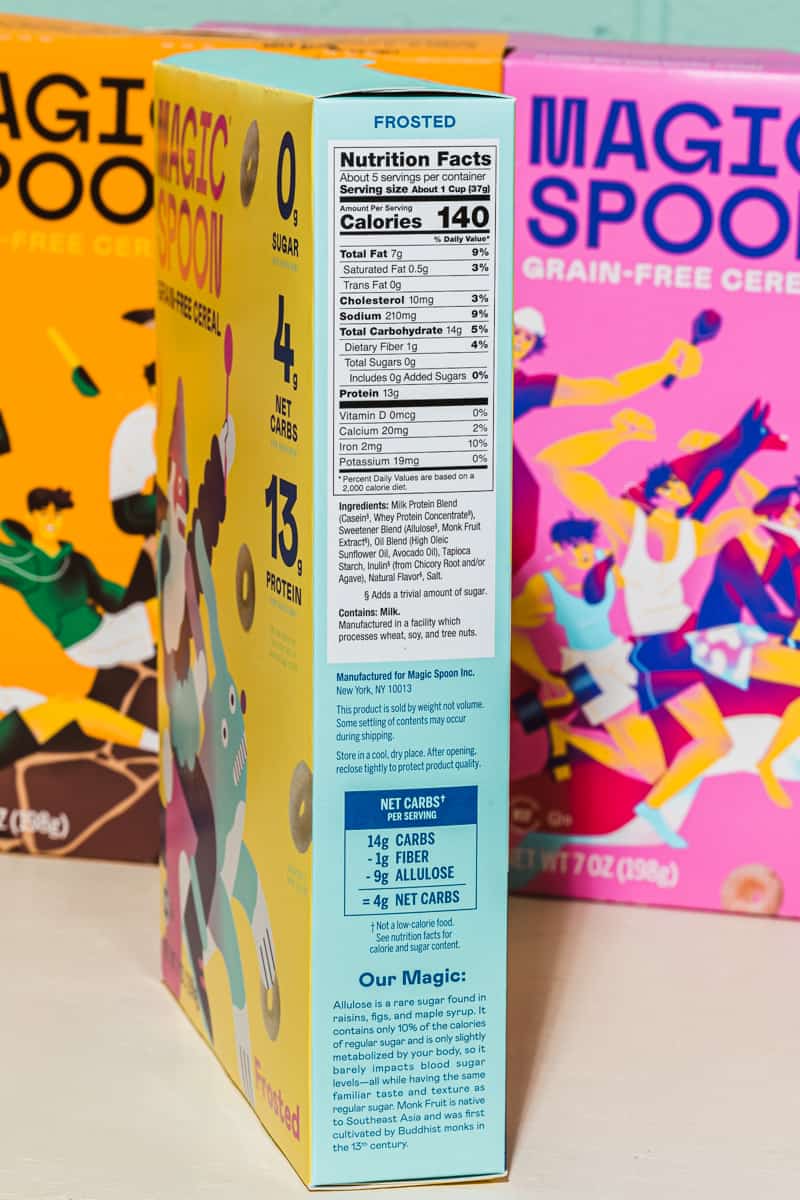 MAGIC
SPOON
GRAIN-FREE CEREAL
0g
SUGAR
4g
NET
CARBS
13g
PROTEIN
Frosted
FROSTED
Nutrition Facts
About 5 servings per container
Serving size About 1 Cup (37g)
Amount Per Serving
Calories 140
% Daily Value*
Total Fat 7g 9%
Saturated Fat 0.5g 3%
Trans Fat 0g
Cholesterol 10mg 3%
Sodium 210mg 9%
Total Carbohydrate 14g 5%
Dietary Fiber 1g 4%
Total Sugars 0g
Includes 0g Added Sugars 0%
Protein 13g
Vitamin D 0mcg 0%
Calcium 20mg 2%
Iron 2mg 10%
Potassium 19mg 0%
* Percent Daily Values are based on a
2,000 calorie diet.
Ingredients: Milk Protein Blend
(Casein§, Whey Protein Concentrate§),
Sweetener Blend (Allulose§, Monk Fruit
Extract§), Oil Blend (High Oleic
Sunflower Oil, Avocado Oil), Tapioca
Starch, Inulin§ (from Chicory Root and/or
Agave), Natural Flavor§, Salt.
§ Adds a trivial amount of sugar.
Contains: Milk.
Manufactured in a facility which
processes wheat, soy, and tree nuts.
Manufactured for Magic Spoon Inc.
New York, NY 10013
This product is sold by weight not volume.
Some settling of contents may occur
during shipping.
Store in a cool, dry place. After opening,
reclose tightly to protect product quality.
NET CARBS†
PER SERVING
14g CARBS
- 1g FIBER
- 9g ALLULOSE
= 4g NET CARBS
† Not a low-calorie food.
See nutrition facts for
calorie and sugar content.
Our Magic:
Allulose is a rare sugar found in
raisins, figs, and maple syrup. It
contains only 10% of the calories
of regular sugar and is only slightly
metabolized by your body, so it
barely impacts blood sugar
levels—all while having the same
familiar taste and texture as
regular sugar. Monk Fruit is native
to Southeast Asia and was first
cultivated by Buddhist monks in
the 13th century.
AGI
POO
-FREE CER
Z (198g)
MAGIC
SPOO
GRAIN-FREE CERE
ET WT 7 OZ (198g)